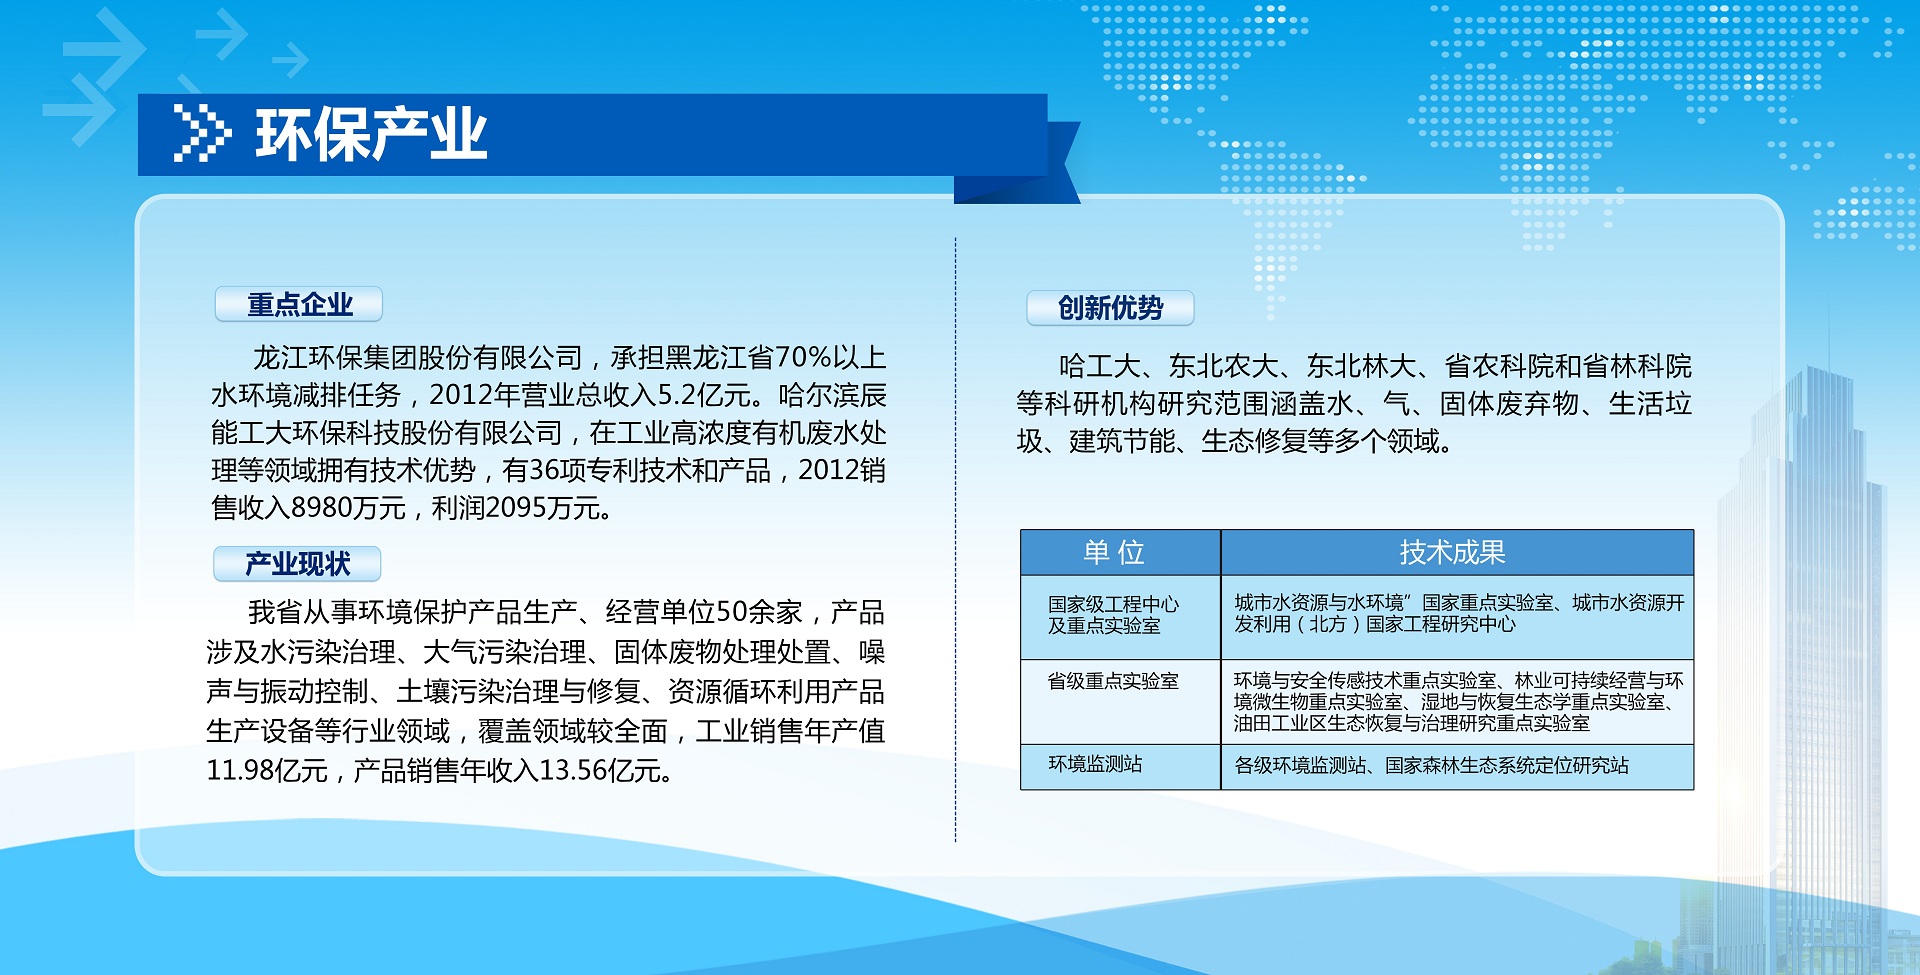 环保产业
重点企业
龙江环保集团股份有限公司，承担黑龙江省70%以上
水环境减排任务，2012年营业总收入5.2亿元。哈尔滨辰
能工大环保科技股份有限公司，在工业高浓度有机废水处
理等领域拥有技术优势，有36项专利技术和产品，2012销
售收入8980万元，利润2095万元。
产业现状
我省从事环境保护产品生产、经营单位50余家，产品
涉及水污染治理、大气污染治理、固体废物处理处置、噪
声与振动控制、土壤污染治理与修复、资源循环利用产品
生产设备等行业领域，覆盖领域较全面，工业销售年产值
11.98亿元，产品销售年收入13.56亿元。
创新优势
哈工大、东北农大、东北林大、省农科院和省林科院
等科研机构研究范围涵盖水、气、固体废弃物、生活垃
圾、建筑节能、生态修复等多个领域。
单 位
技术成果
国家级工程中心
及重点实验室
城市水资源与水环境”国家重点实验室、城市水资源开
发利用（北方）国家工程研究中心
省级重点实验室
环境与安全传感技术重点实验室、林业可持续经营与环
境微生物重点实验室、湿地与恢复生态学重点实验室、
油田工业区生态恢复与治理研究重点实验室
环境监测站
各级环境监测站、国家森林生态系统定位研究站